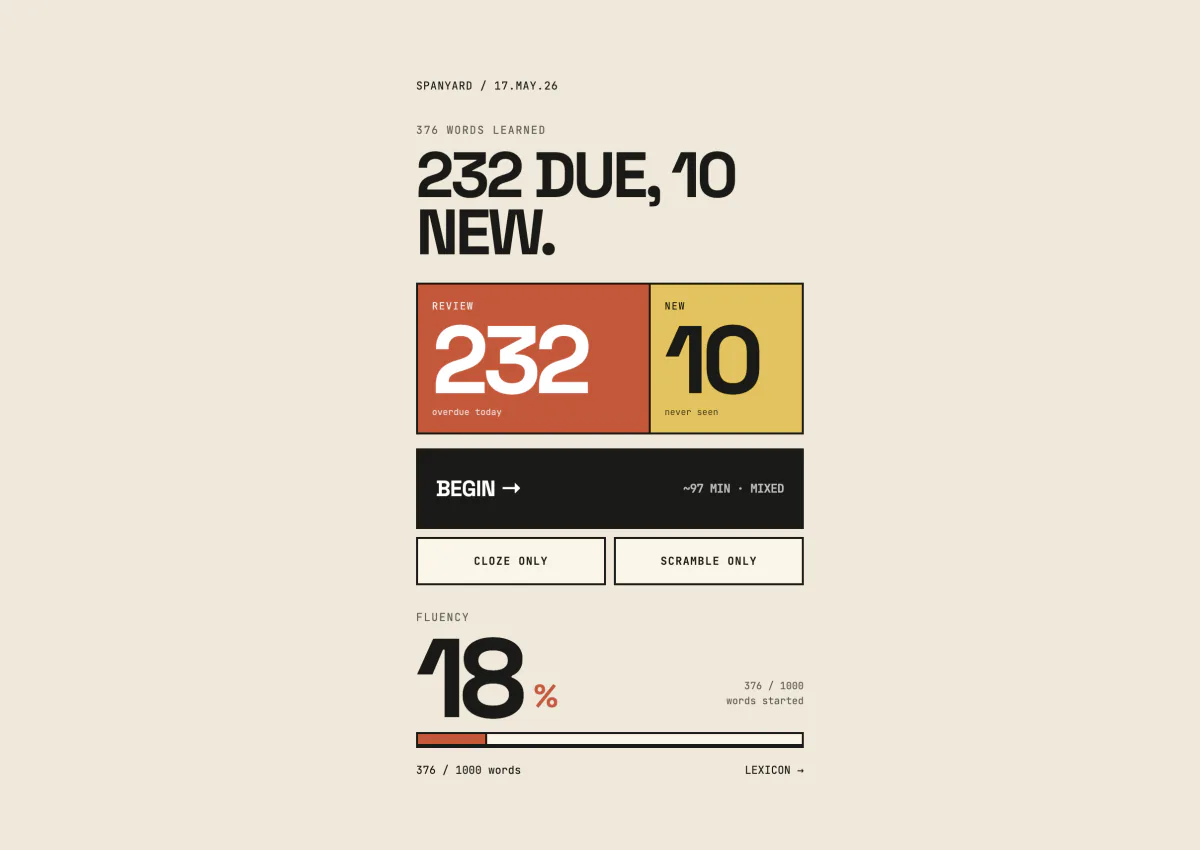 SPANYARD / 17.MAY.26
376 WORDS LEARNED
232 DUE, 10
NEW.
REVIEW
232
overdue today
NEW
10
never seen
BEGIN →
~97 MIN · MIXED
CLOZE ONLY
SCRAMBLE ONLY
FLUENCY
18 %
376 / 1000
words started
376 / 1000 words
LEXICON →